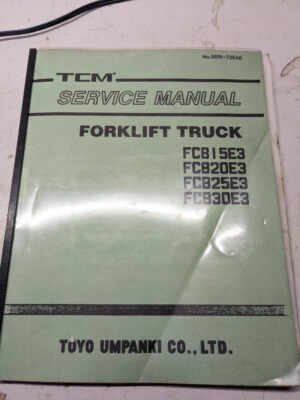 TCM
SERVICE MANUAL
FORKLIFT TRUCK
FCB15E3
FCB20E3
FCB25E3
FCB30E3
TOYO UMPANKI CO., LTD.